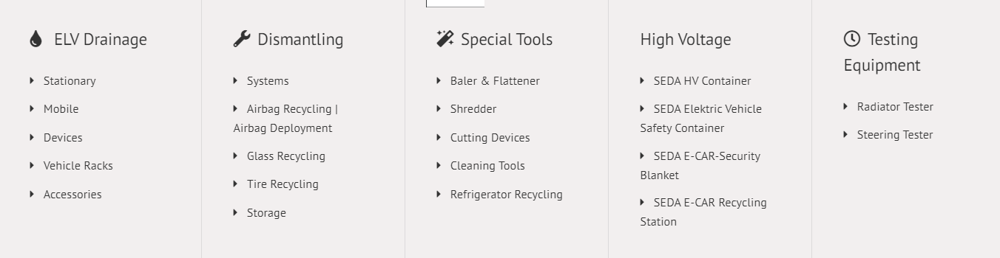 ELV Drainage
Stationary
Mobile
Devices
Vehicle Racks
Accessories
Dismantling
Systems
Airbag Recycling |
Airbag Deployment
Glass Recycling
Tire Recycling
Storage
Special Tools
Baler & Flattener
Shredder
Cutting Devices
Cleaning Tools
Refrigerator Recycling
High Voltage
SEDA HV Container
SEDA Elektric Vehicle
Safety Container
SEDA E-CAR-Security
Blanket
SEDA E-CAR Recycling
Station
Testing
Equipment
Radiator Tester
Steering Tester